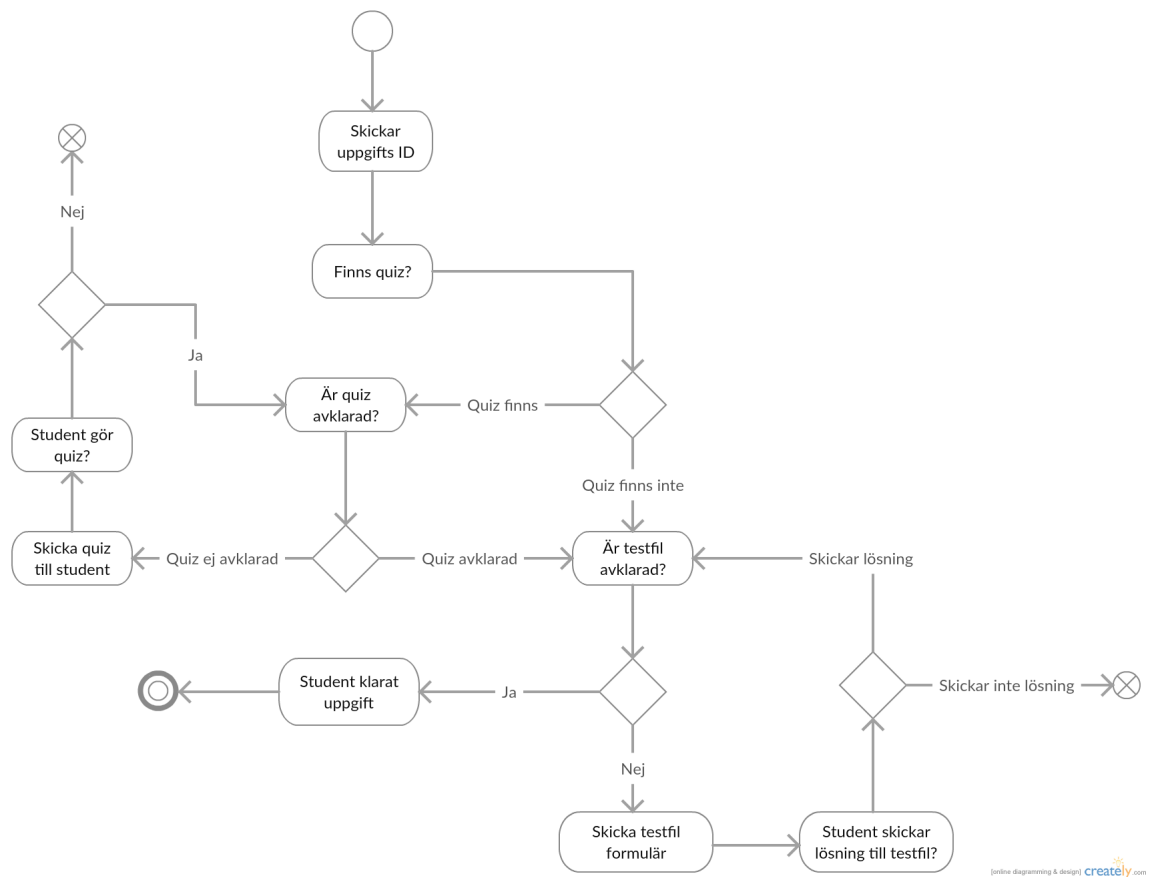 Skickar
uppgifts ID
Nej
Finns quiz?
Ja
Är quiz
avklarad?
Quiz finns
Student gör
quiz?
Quiz finns inte
Skicka quiz
till student
Quiz ej avklarad
Quiz avklarad
Är testfil
avklarad?
Skickar lösning
Student klarat
uppgift
Ja
Skickar inte lösning
Nej
Skicka testfil
formulär
Student skickar
lösning till testfil?
[online diagramming & design] creately.com